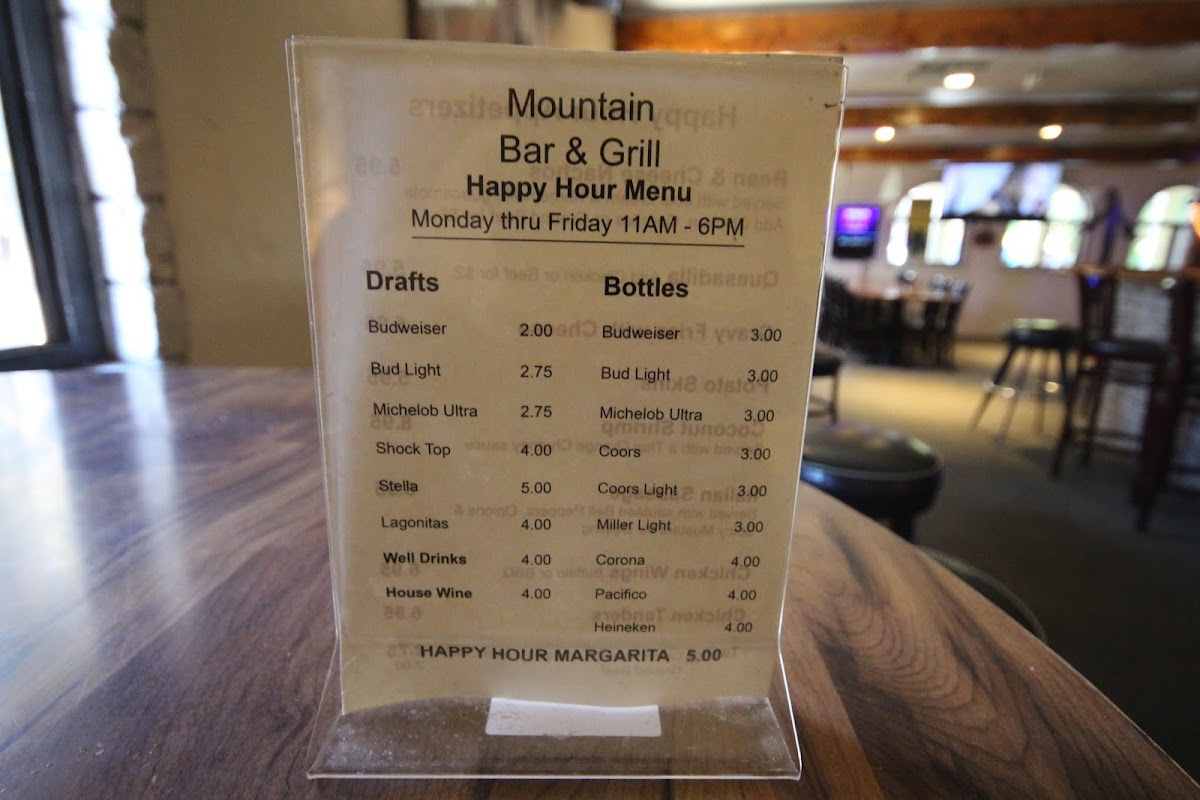 Mountain
Bar & Grill
Happy Hour Menu
Monday thru Friday 11AM - 6PM
Drafts
Budweiser 2.00
Bud Light 2.75
Michelob Ultra 2.75
Shock Top 4.00
Stella 5.00
Lagonitas 4.00
Well Drinks 4.00
House Wine 4.00
Bottles
Budweiser 3.00
Bud Light 3.00
Michelob Ultra 3.00
Coors 3.00
Coors Light 3.00
Miller Light 3.00
Corona 4.00
Pacifico 4.00
Heineken 4.00
HAPPY HOUR MARGARITA 5.00